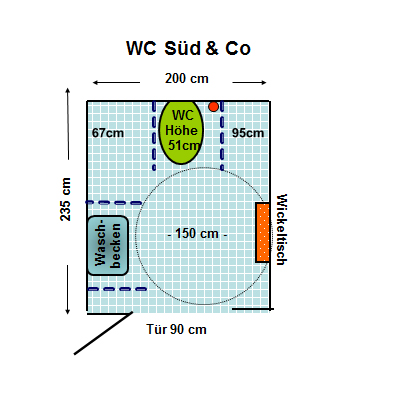 WC Süd & Co
200 cm
67cm
WC
Höhe
51cm
95cm
235 cm
Wasch-
becken
- 150 cm -
Wickeltisch
Tür 90 cm